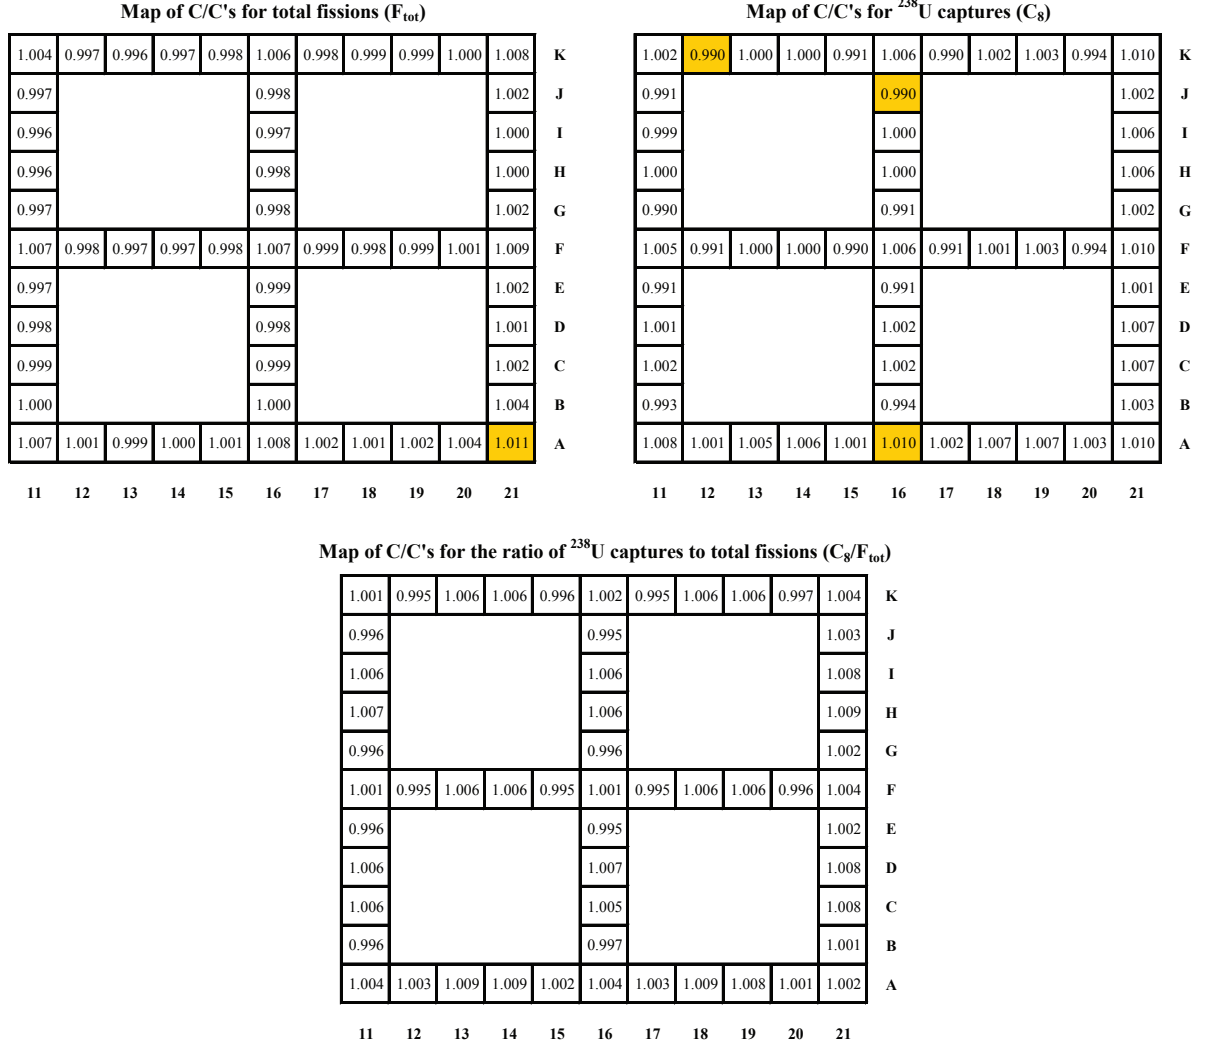 Map of C/C's for total fissions (Ftot)
1.004 0.997 0.996 0.997 0.998 1.006 0.998 0.999 0.999 1.000 1.008 K
0.997 0.998 1.002 J
0.996 0.997 1.000 I
0.996 0.998 1.000 H
0.997 0.998 1.002 G
1.007 0.998 0.997 0.997 0.998 1.007 0.999 0.998 0.999 1.001 1.009 F
0.997 0.999 1.002 E
0.998 0.998 1.001 D
0.999 0.999 1.002 C
1.000 1.000 1.004 B
1.007 1.001 0.999 1.000 1.001 1.008 1.002 1.001 1.002 1.004 1.011 A
11 12 13 14 15 16 17 18 19 20 21
Map of C/C's for 238U captures (C8)
1.002 0.990 1.000 1.000 0.991 1.006 0.990 1.002 1.003 0.994 1.010 K
0.991 0.990 1.002 J
0.999 1.000 1.006 I
1.000 1.000 1.006 H
0.990 0.991 1.002 G
1.005 0.991 1.000 1.000 0.990 1.006 0.991 1.001 1.003 0.994 1.010 F
0.991 0.991 1.001 E
1.001 1.002 1.007 D
1.002 1.002 1.007 C
0.993 0.994 1.003 B
1.008 1.001 1.005 1.006 1.001 1.010 1.002 1.007 1.007 1.003 1.010 A
11 12 13 14 15 16 17 18 19 20 21
Map of C/C's for the ratio of 238U captures to total fissions (C8/Ftot)
1.001 0.995 1.006 1.006 0.996 1.002 0.995 1.006 1.006 0.997 1.004 K
0.996 0.995 1.003 J
1.006 1.006 1.008 I
1.007 1.006 1.009 H
0.996 0.996 1.002 G
1.001 0.995 1.006 1.006 0.995 1.001 0.995 1.006 1.006 0.996 1.004 F
0.996 0.995 1.002 E
1.006 1.007 1.008 D
1.006 1.005 1.008 C
0.996 0.997 1.001 B
1.004 1.003 1.009 1.009 1.002 1.004 1.003 1.009 1.008 1.001 1.002 A
11 12 13 14 15 16 17 18 19 20 21